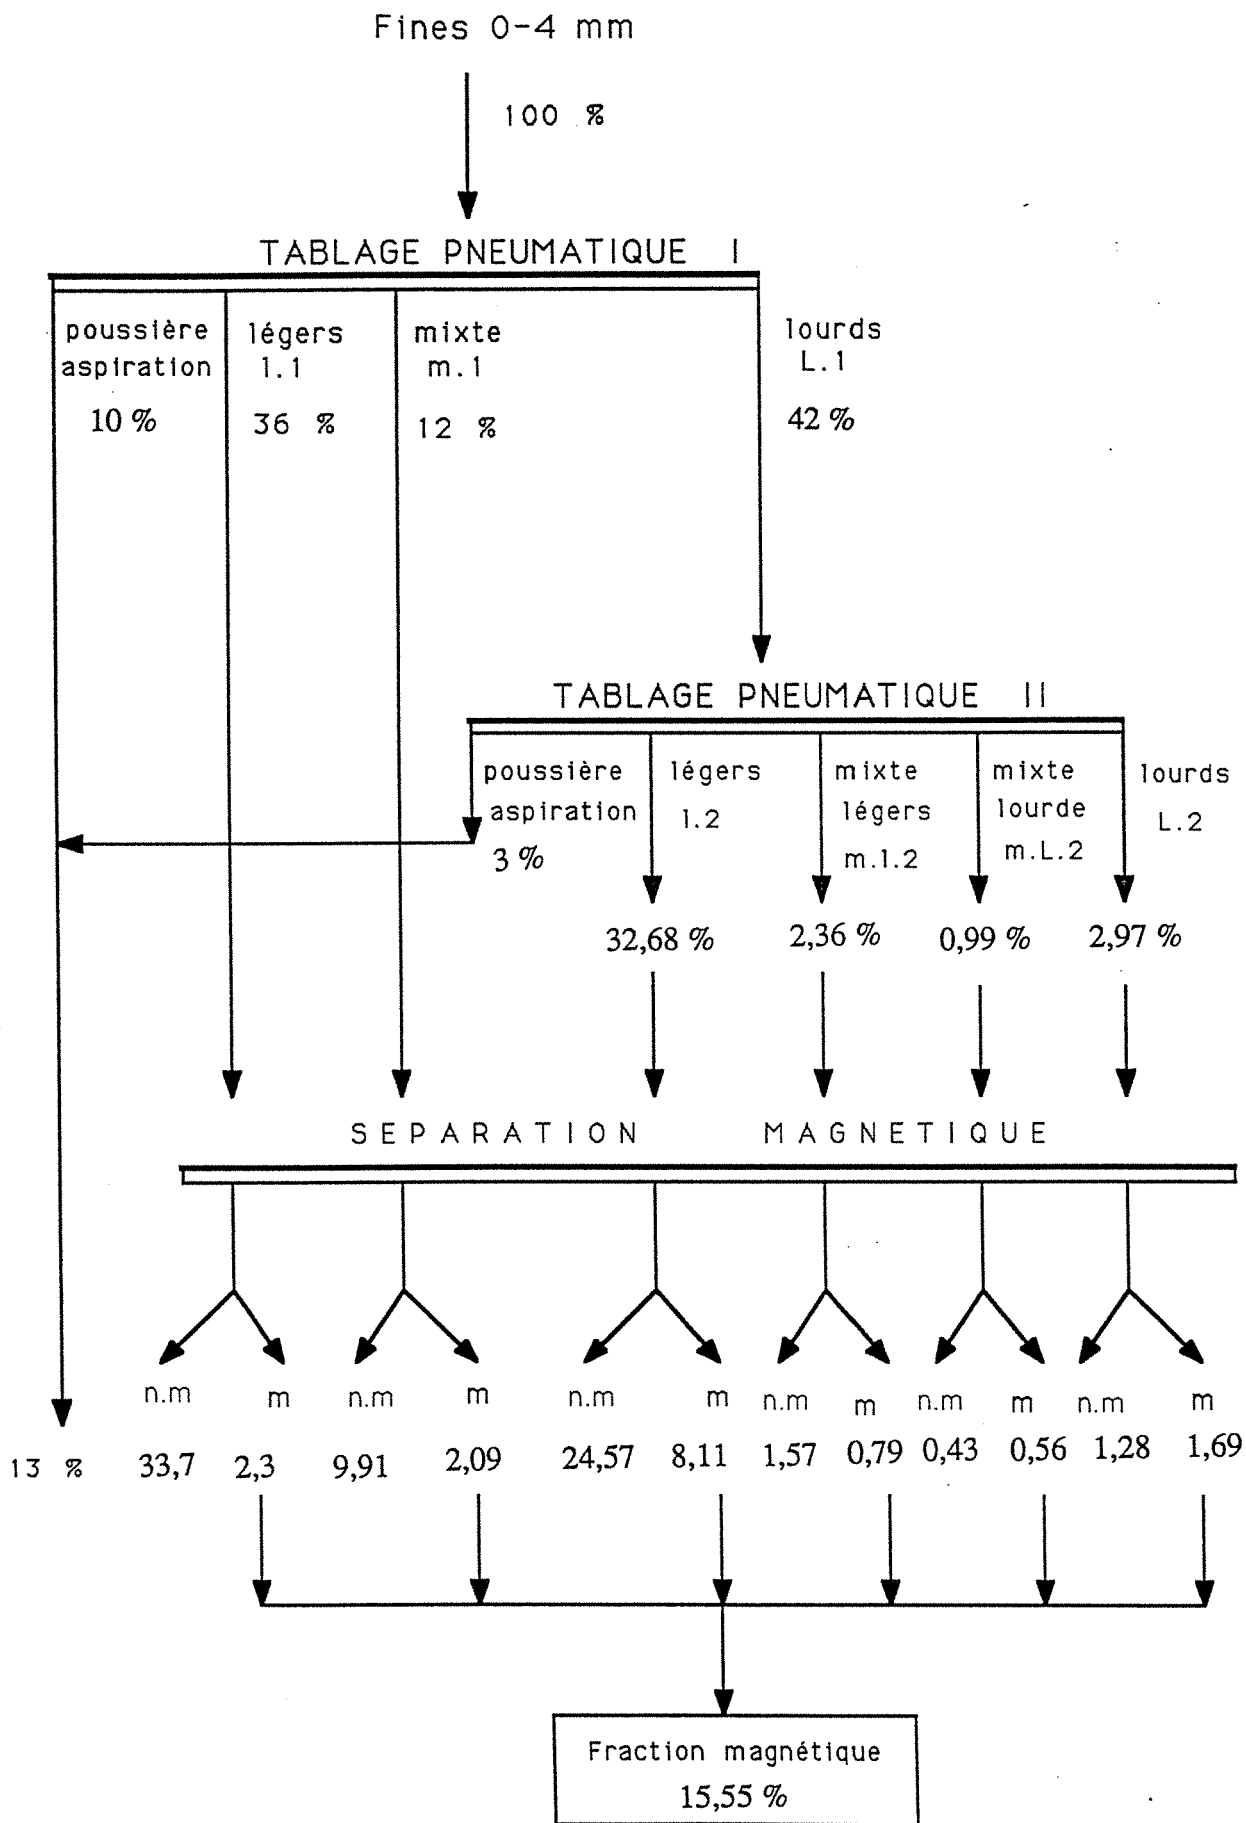 Fines 0-4 mm
100 %
TABLAGE PNEUMATIQUE I
poussière
aspiration
10 %
légers
l.1
36 %
mixte
m.1
12 %
lourds
L.1
42 %
TABLAGE PNEUMATIQUE II
poussière
aspiration
3 %
légers
l.2
32,68 %
mixte
légers
m.l.2
2,36 %
mixte
lourde
m.L.2
0,99 %
lourds
L.2
2,97 %
SEPARATION MAGNETIQUE
n.m m n.m m n.m m n.m m n.m m n.m m
13 % 33,7 2,3 9,91 2,09 24,57 8,11 1,57 0,79 0,43 0,56 1,28 1,69
Fraction magnétique
15,55 %